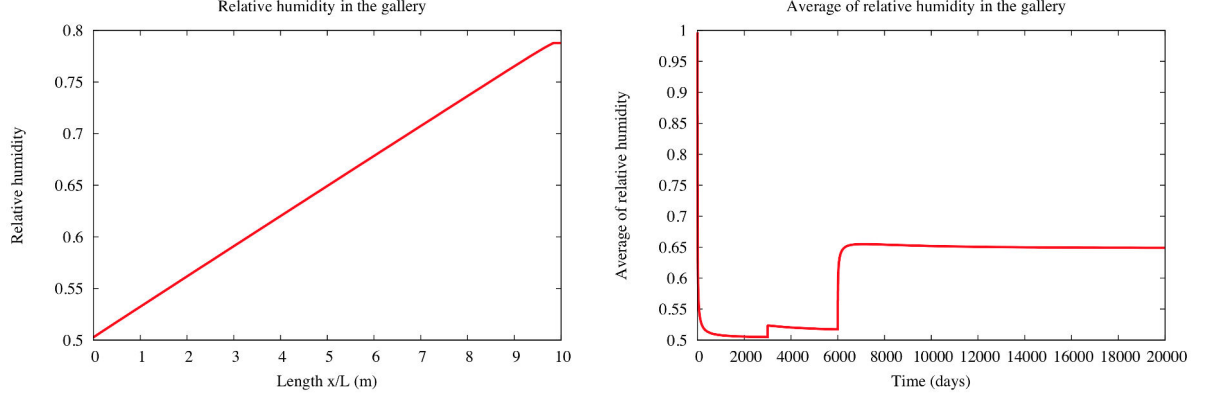 Relative humidity in the gallery
0.8
0.75
0.7
0.65
0.6
0.55
0.5
Relative humidity
0 1 2 3 4 5 6 7 8 9 10
Length x/L (m)
Average of relative humidity in the gallery
1
0.95
0.9
0.85
0.8
0.75
0.7
0.65
0.6
0.55
0.5
Average of relative humidity
0 2000 4000 6000 8000 10000 12000 14000 16000 18000 20000
Time (days)